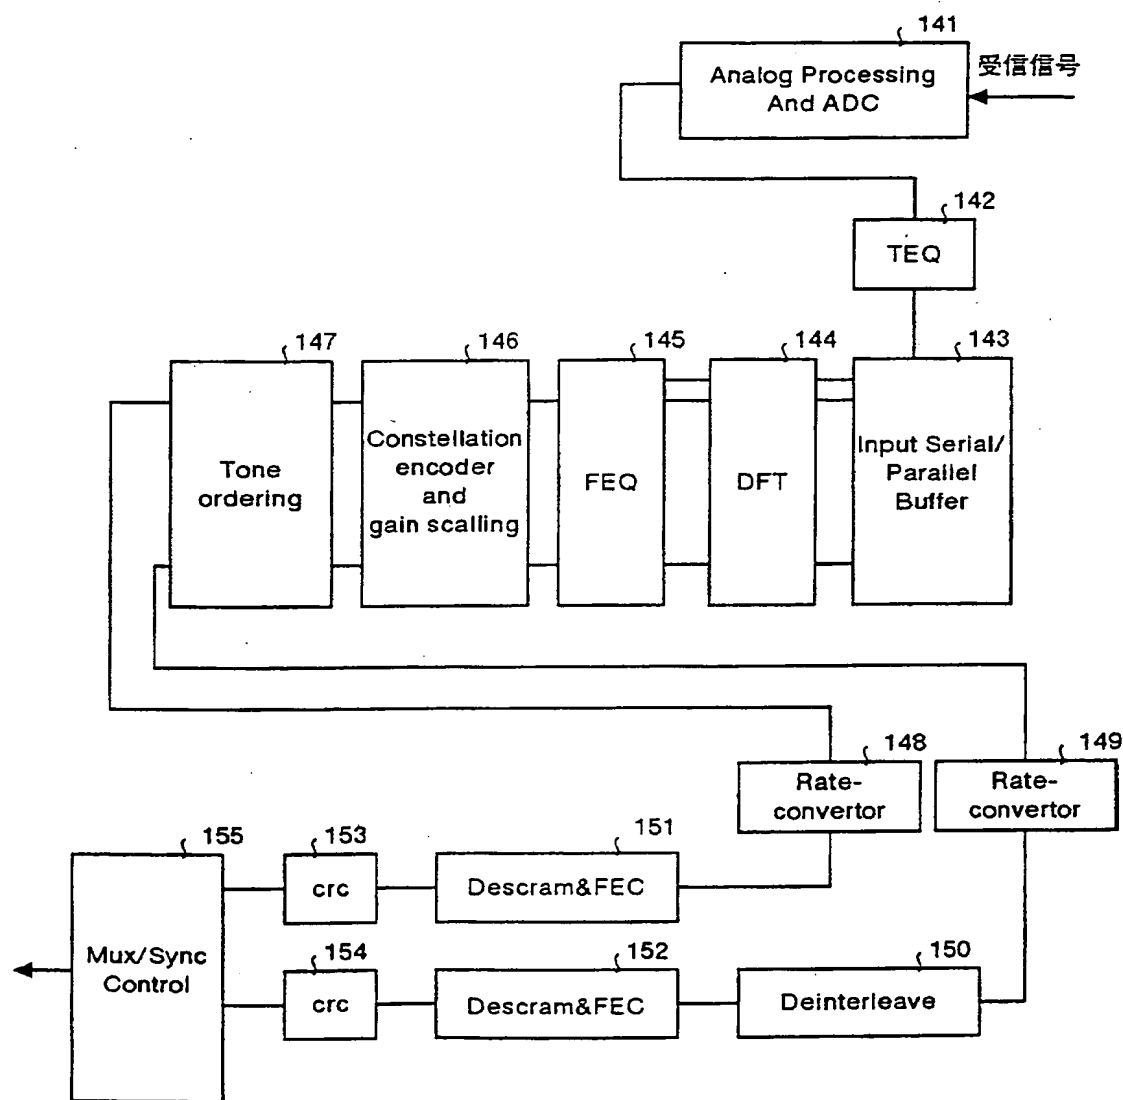 141
Analog Processing
And ADC
受信信号
142
TEQ
147
146
145
144
143
Tone
ordering
Constellation
encoder
and
gain scalling
FEQ
DFT
Input Serial/
Parallel
Buffer
148
149
Rate-
convertor
Rate-
convertor
155
153
151
crc
Descram&FEC
Mux/Sync
Control
154
152
150
crc
Descram&FEC
Deinterleave